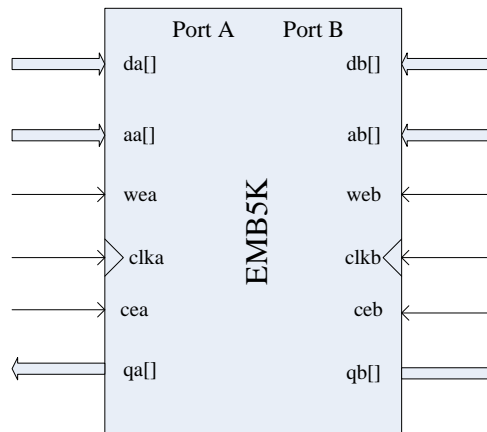 Port A Port B
da[] db[]
aa[] ab[]
wea web
EMB5K
clka clkb
cea ceb
qa[] qb[]